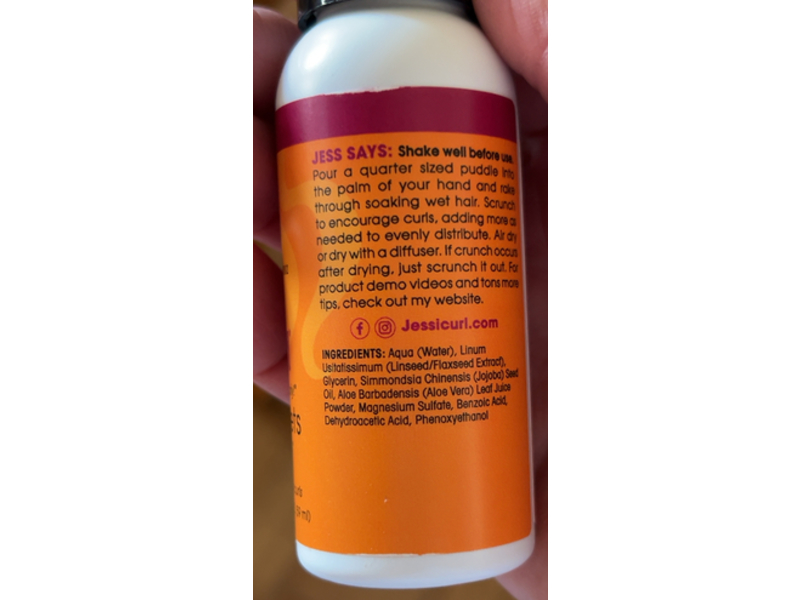 JESS SAYS: Shake well before use.
Pour a quarter sized puddle into
the palm of your hand and rake
through soaking wet hair. Scrunch
to encourage curls, adding more as
needed to evenly distribute. Air dry
or dry with a diffuser. If crunch occurs
after drying, just scrunch it out. For
product demo videos and tons more
tips, check out my website.
Jessicurl.com
INGREDIENTS: Aqua (Water), Linum
Usitatissimum (Linseed/Flaxseed Extract),
Glycerin, Simmondsia Chinensis (Jojoba) Seed
Oil, Aloe Barbadensis (Aloe Vera) Leaf Juice
Powder, Magnesium Sulfate, Benzoic Acid,
Dehydroacetic Acid, Phenoxyethanol